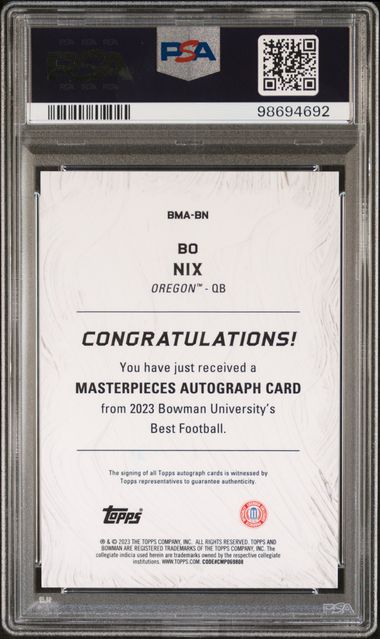 PSA
98694692
BMA-BN
BO
NIX
OREGON™ - QB
CONGRATULATIONS!
You have just received a
MASTERPIECES AUTOGRAPH CARD
from 2023 Bowman University's
Best Football.
The signing of all Topps autograph cards is witnessed by
Topps representatives to guarantee authenticity.
Topps
® & © 2023 THE TOPPS COMPANY, INC. ALL RIGHTS RESERVED. TOPPS AND
BOWMAN ARE REGISTERED TRADEMARKS OF THE TOPPS COMPANY, INC. The
collegiate indicia used herein are trademarks owned by the respective collegiate
institutions. WWW.TOPPS.COM. CODE#CMP069808
PSA